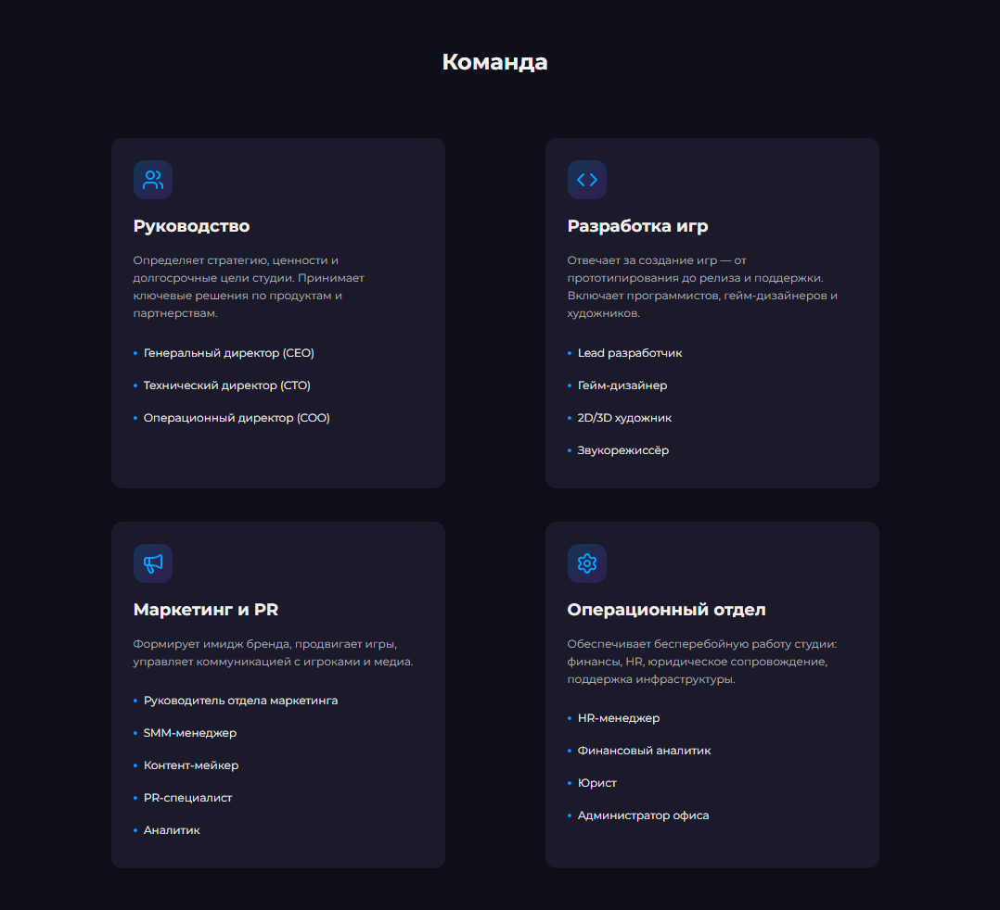 Команда
Руководство
Определяет стратегию, ценности и
долгосрочные цели студии. Принимает
ключевые решения по продуктам и
партнерствам.
• Генеральный директор (CEO)
• Технический директор (CTO)
• Операционный директор (COO)
Разработка игр
Отвечает за создание игр — от
прототипирования до релиза и поддержки.
Включает программистов, гейм-дизайнеров и
художников.
• Lead разработчик
• Гейм-дизайнер
• 2D/3D художник
• Звукорежиссёр
Маркетинг и PR
Формирует имидж бренда, продвигает игры,
управляет коммуникацией с игроками и медиа.
• Руководитель отдела маркетинга
• SMM-менеджер
• Контент-мейкер
• PR-специалист
• Аналитик
Операционный отдел
Обеспечивает бесперебойную работу студии:
финансы, HR, юридическое сопровождение,
поддержка инфраструктуры.
• HR-менеджер
• Финансовый аналитик
• Юрист
• Администратор офиса